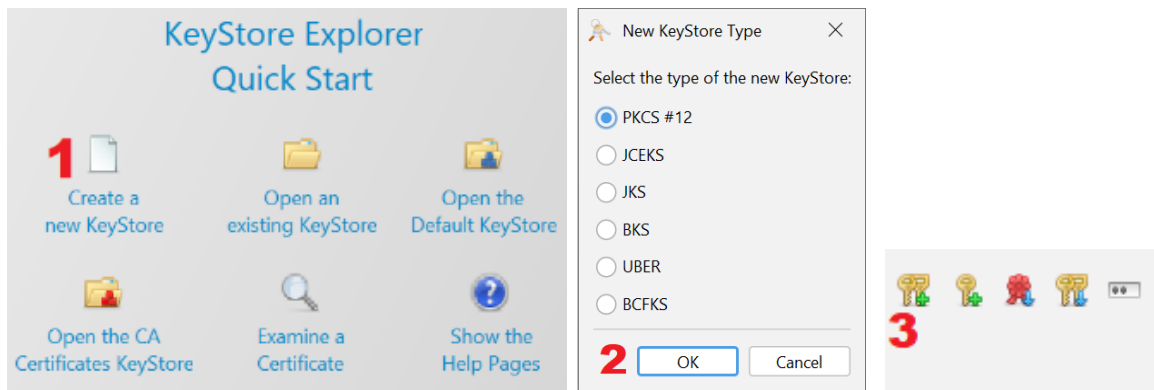 KeyStore Explorer
Quick Start
1
Create a
new KeyStore
Open an
existing KeyStore
Open the
Default KeyStore
Open the CA
Certificates KeyStore
Examine a
Certificate
Show the
Help Pages
New KeyStore Type
Select the type of the new KeyStore:
PKCS #12
JCEKS
JKS
BKS
UBER
BCFKS
2
OK
Cancel
3